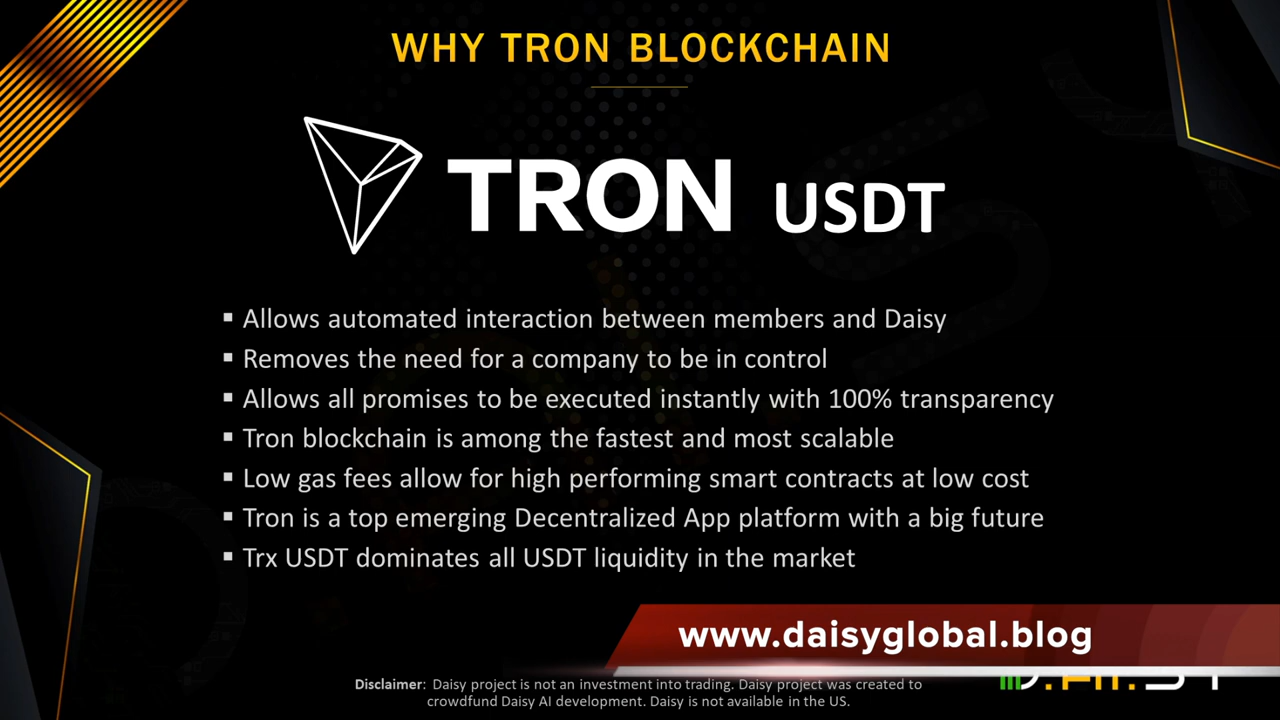 WHY TRON BLOCKCHAIN
TRON USDT
▪ Allows automated interaction between members and Daisy
▪ Removes the need for a company to be in control
▪ Allows all promises to be executed instantly with 100% transparency
▪ Tron blockchain is among the fastest and most scalable
▪ Low gas fees allow for high performing smart contracts at low cost
▪ Tron is a top emerging Decentralized App platform with a big future
▪ Trx USDT dominates all USDT liquidity in the market
www.daisyglobal.blog
Disclaimer: Daisy project is not an investment into trading. Daisy project was created to
crowdfund Daisy AI development. Daisy is not available in the US.